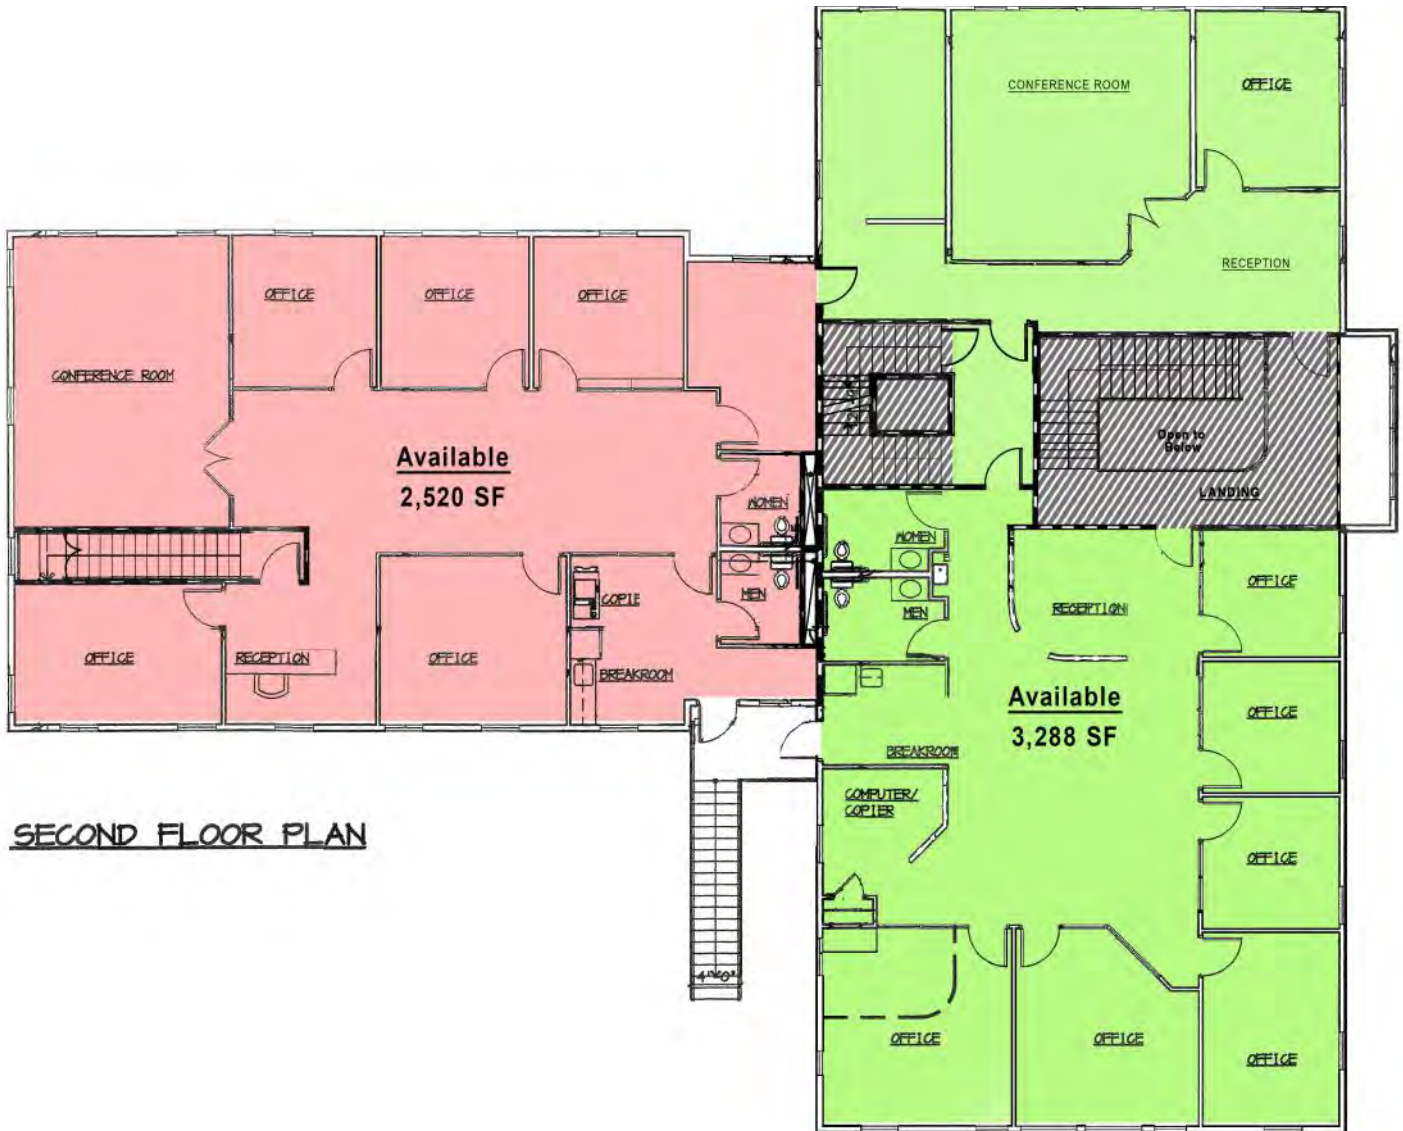 CONFERENCE ROOM
OFFICE
RECEPTION
OFFICE
OFFICE
OFFICE
CONFERENCE ROOM
Available
2,520 SF
Open to
Below
LANDING
WOMEN
WOMEN
COPIE
MEN
MEN
RECEPTION
OFFICE
OFFICE
RECEPTION
OFFICE
BREAKROOM
Available
3,288 SF
OFFICE
BREAKROOM
COMPUTER/
COPIER
SECOND FLOOR PLAN
OFFICE
4'-0"
OFFICE
OFFICE
OFFICE